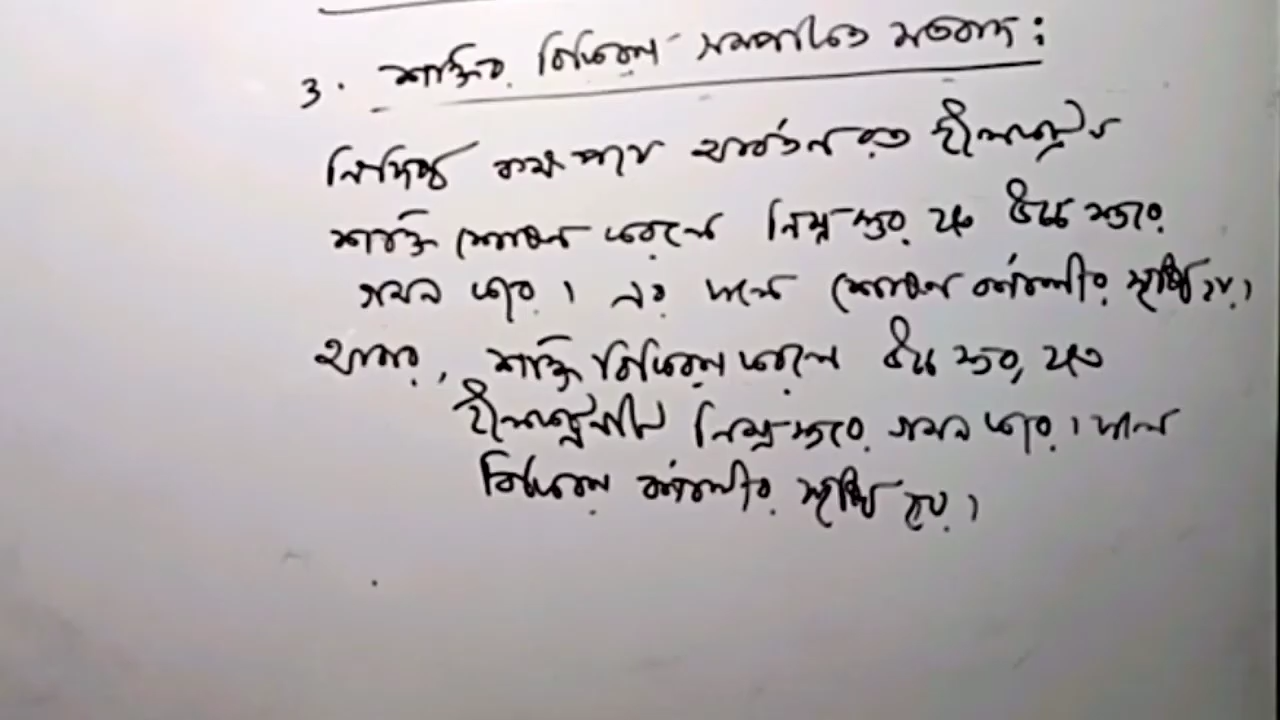 3. শক্তির বিকিরণ সম্পর্কিত মতবাদ:
নির্দিষ্ট কক্ষপথে আবর্তনরত ইলেকট্রন
শক্তি শোষণ করলে নিম্নস্তর হতে উচ্চ স্তরে
গমন করে। এর ফলে শোষণ বর্ণালীর সৃষ্টি হয়।
আবার, শক্তি বিকিরণ করলে উচ্চ স্তর হতে
ইলেকট্রনটি নিম্নস্তরে গমন করে। ফলে
বিকিরণ বর্ণালীর সৃষ্টি হয়।